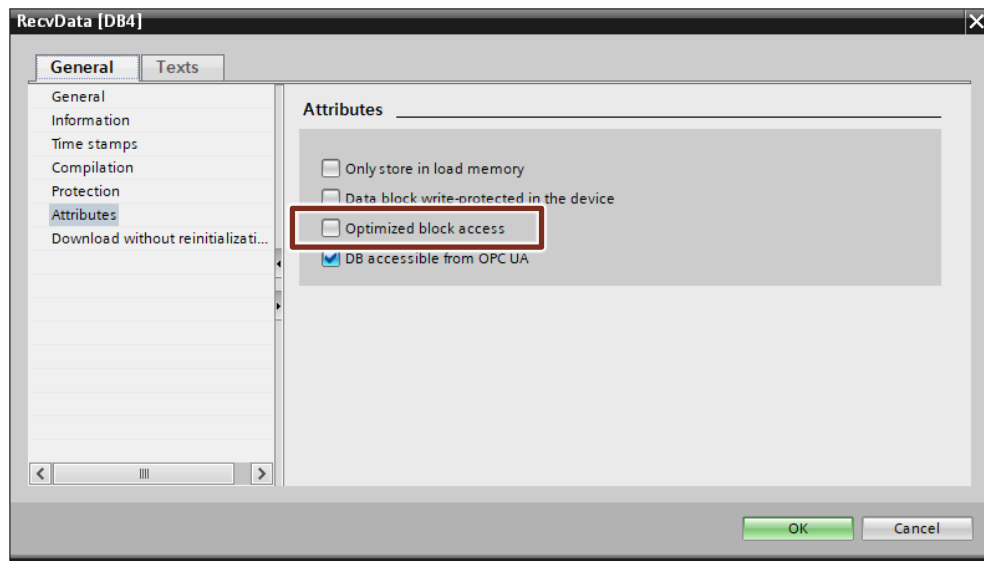 RecvData [DB4]
General
Texts
General
Information
Time stamps
Compilation
Protection
Attributes
Download without reinitializati...
Attributes
Only store in load memory
Data block write-protected in the device
Optimized block access
DB accessible from OPC UA
OK
Cancel